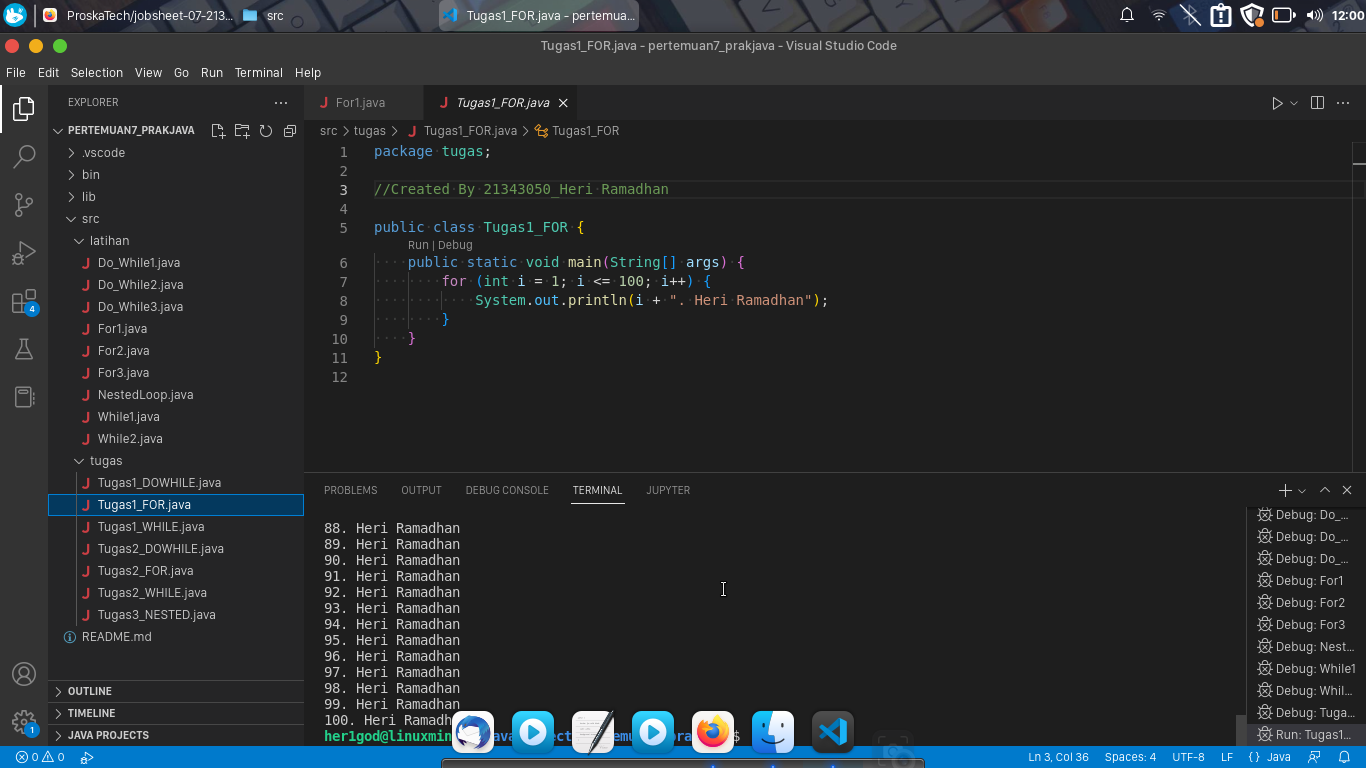 ProskaTech/jobsheet-07-213...
src
Tugas1_FOR.java - pertemua...
12:00
Tugas1_FOR.java - pertemuan7_prakjava - Visual Studio Code
File Edit Selection View Go Run Terminal Help
EXPLORER
PERTEMUAN7_PRAKJAVA
.vscode
bin
lib
src
latihan
Do_While1.java
Do_While2.java
Do_While3.java
For1.java
For2.java
For3.java
NestedLoop.java
While1.java
While2.java
tugas
Tugas1_DOWHILE.java
Tugas1_FOR.java
Tugas1_WHILE.java
Tugas2_DOWHILE.java
Tugas2_FOR.java
Tugas2_WHILE.java
Tugas3_NESTED.java
README.md
OUTLINE
TIMELINE
JAVA PROJECTS
4
1
For1.java
Tugas1_FOR.java
src > tugas > Tugas1_FOR.java > Tugas1_FOR
1 package tugas;
2
3 //Created By 21343050_Heri Ramadhan
4
5 public class Tugas1_FOR {
Run | Debug
6 public static void main(String[] args) {
7 for (int i = 1; i <= 100; i++) {
8 System.out.println(i + ". Heri Ramadhan");
9 }
10 }
11 }
12
PROBLEMS OUTPUT DEBUG CONSOLE TERMINAL JUPYTER
88. Heri Ramadhan
89. Heri Ramadhan
90. Heri Ramadhan
91. Heri Ramadhan
92. Heri Ramadhan
93. Heri Ramadhan
94. Heri Ramadhan
95. Heri Ramadhan
96. Heri Ramadhan
97. Heri Ramadhan
98. Heri Ramadhan
99. Heri Ramadhan
100. Heri Ramadh
her1god@linuxmin
$
Debug: Do_...
Debug: Do_...
Debug: Do_...
Debug: For1
Debug: For2
Debug: For3
Debug: Nest...
Debug: While1
Debug: Whil...
Debug: Tuga...
Run: Tugas1...
0 0
Ln 3, Col 36 Spaces: 4 UTF-8 LF {} Java